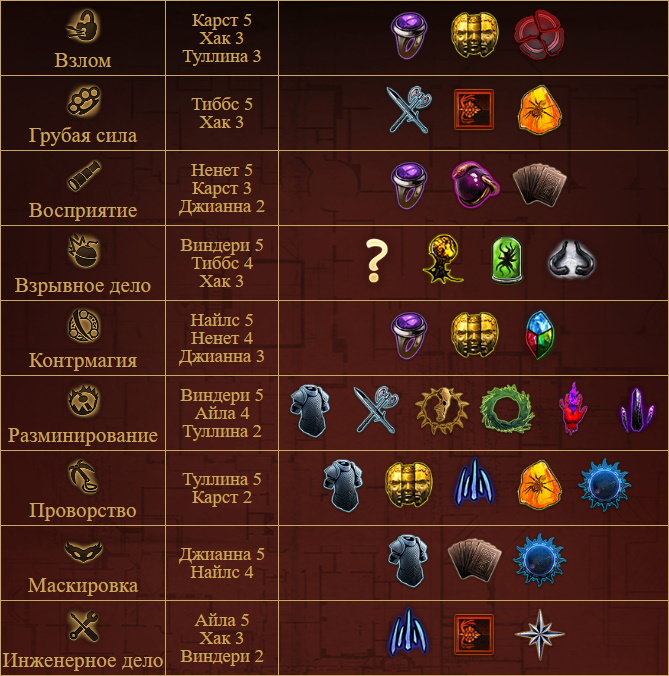 Взлом
Карст 5
Хак 3
Туллина 3
Грубая сила
Тиббс 5
Хак 3
Восприятие
Ненет 5
Карст 3
Джианна 2
Взрывное дело
Виндери 5
Тиббс 4
Хак 3
?
Контрмагия
Найлс 5
Ненет 4
Джианна 3
Разминирование
Виндери 5
Айла 4
Туллина 2
Проворство
Туллина 5
Карст 2
Маскировка
Джианна 5
Найлс 4
Инженерное дело
Айла 5
Хак 3
Виндери 2